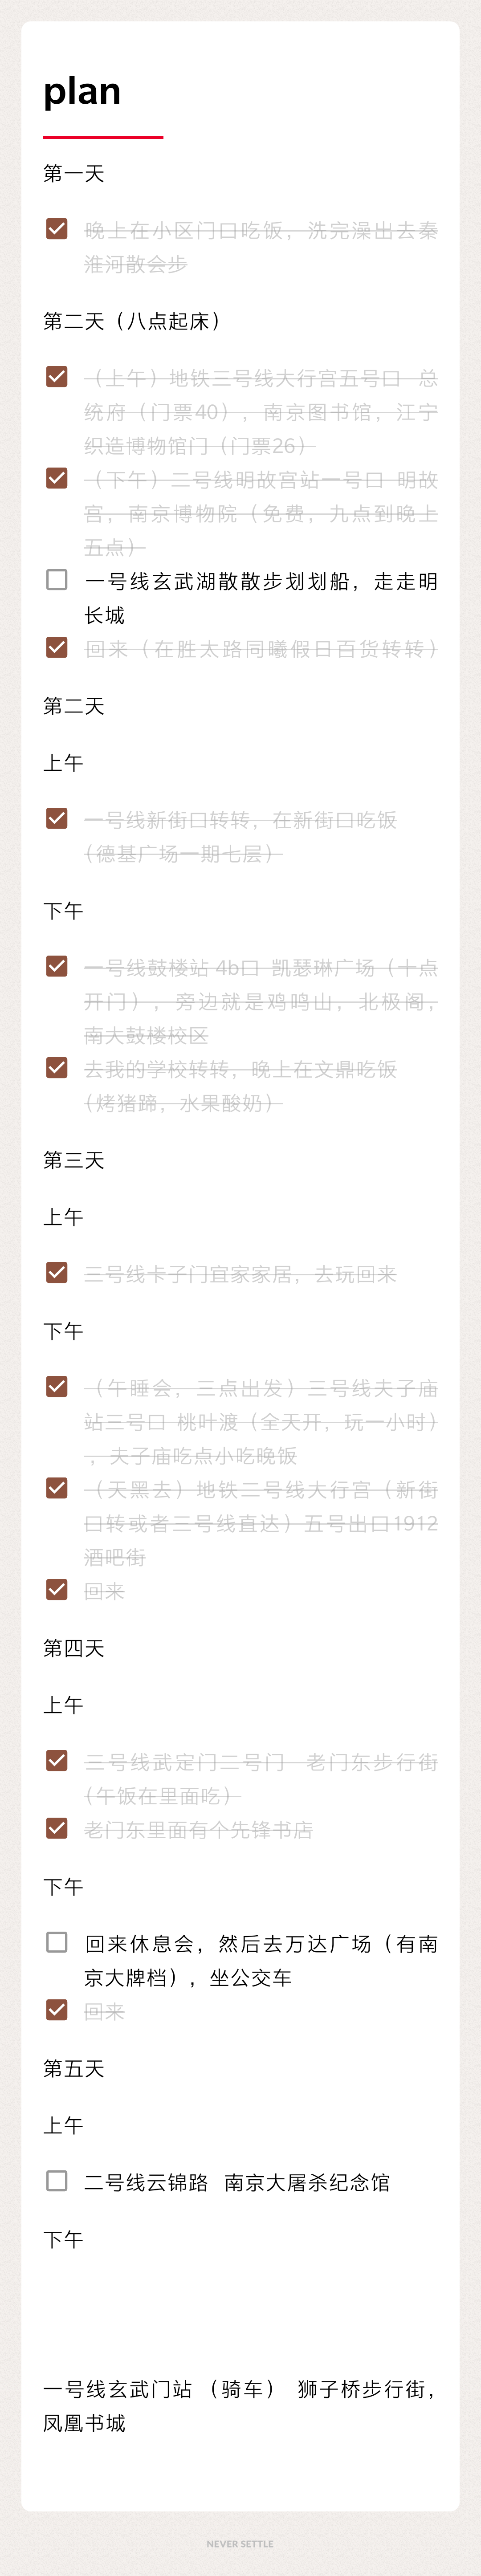 plan
第一天
晚上在小区门口吃饭，洗完澡出去秦
淮河散会步
第二天（八点起床）
（上午）地铁三号线大行宫五号口 总
统府（门票40），南京图书馆，江宁
织造博物馆门（门票26）
（下午）二号线明故宫站一号口 明故
宫，南京博物院（免费，九点到晚上
五点）
一号线玄武湖散散步划划船，走走明
长城
回来（在胜太路同曦假日百货转转）
第二天
上午
一号线新街口转转，在新街口吃饭
（德基广场一期七层）
下午
一号线鼓楼站 4b口 凯瑟琳广场（十点
开门），旁边就是鸡鸣山，北极阁，
南大鼓楼校区
去我的学校转转，晚上在文鼎吃饭
（烤猪蹄，水果酸奶）
第三天
上午
三号线卡子门宜家家居，去玩回来
下午
（午睡会，三点出发）三号线夫子庙
站三号口 桃叶渡（全天开，玩一小时）
，夫子庙吃点小吃晚饭
（天黑去）地铁二号线大行宫（新街
口转或者三号线直达）五号出口1912
酒吧街
回来
第四天
上午
三号线武定门二号门 老门东步行街
（午饭在里面吃）
老门东里面有个先锋书店
下午
回来休息会，然后去万达广场（有南
京大牌档），坐公交车
回来
第五天
上午
二号线云锦路 南京大屠杀纪念馆
下午
一号线玄武门站 （骑车） 狮子桥步行街，
凤凰书城
NEVER SETTLE